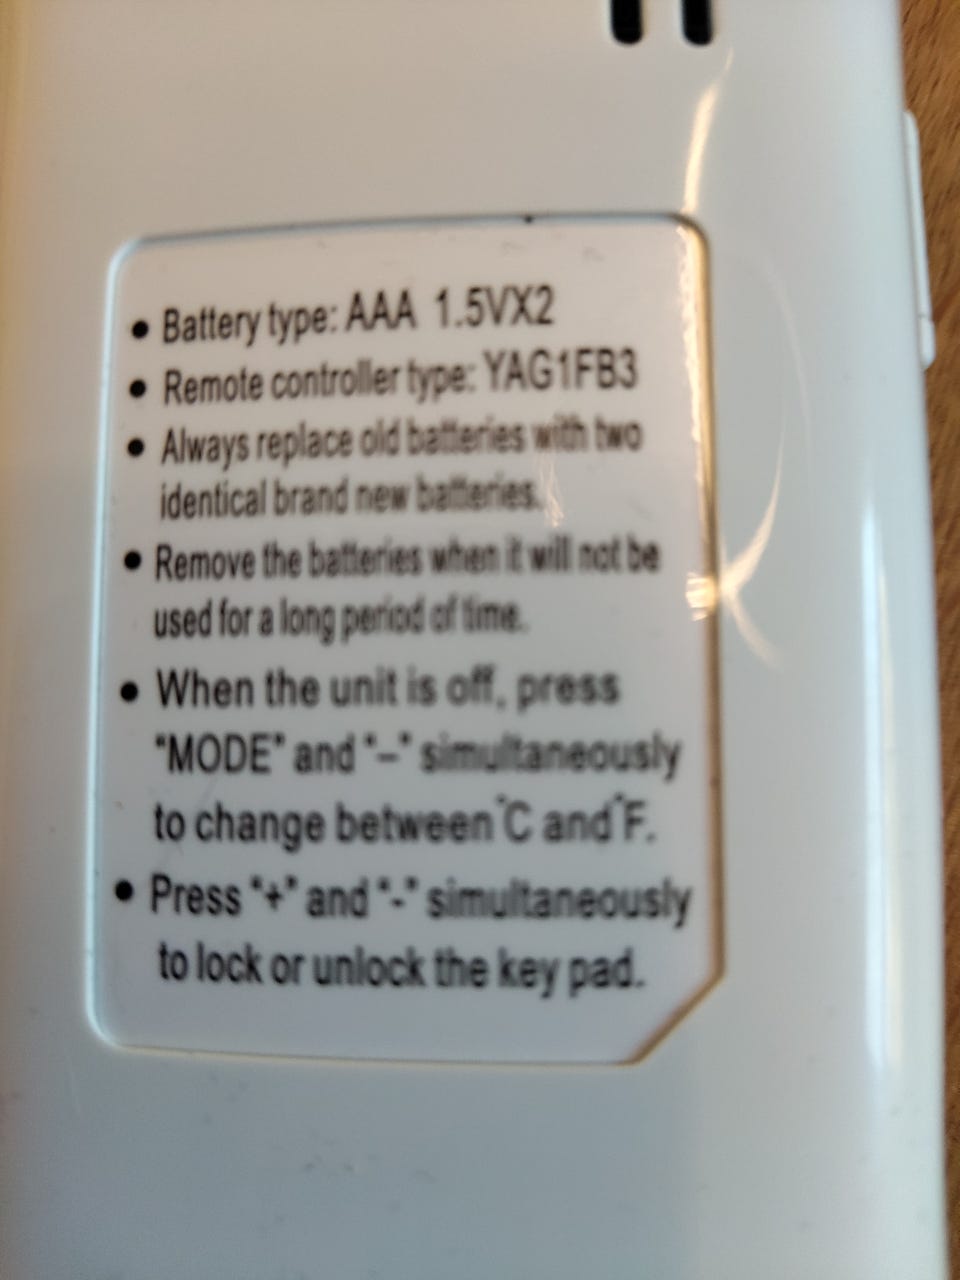 • Battery type: AAA 1.5VX2
• Remote controller type: YAG1FB3
• Always replace old batteries with two
identical brand new batteries.
• Remove the batteries when it will not be
used for a long period of time.
• When the unit is off, press
"MODE" and "–" simultaneously
to change between °C and °F.
• Press "+" and "-" simultaneously
to lock or unlock the key pad.